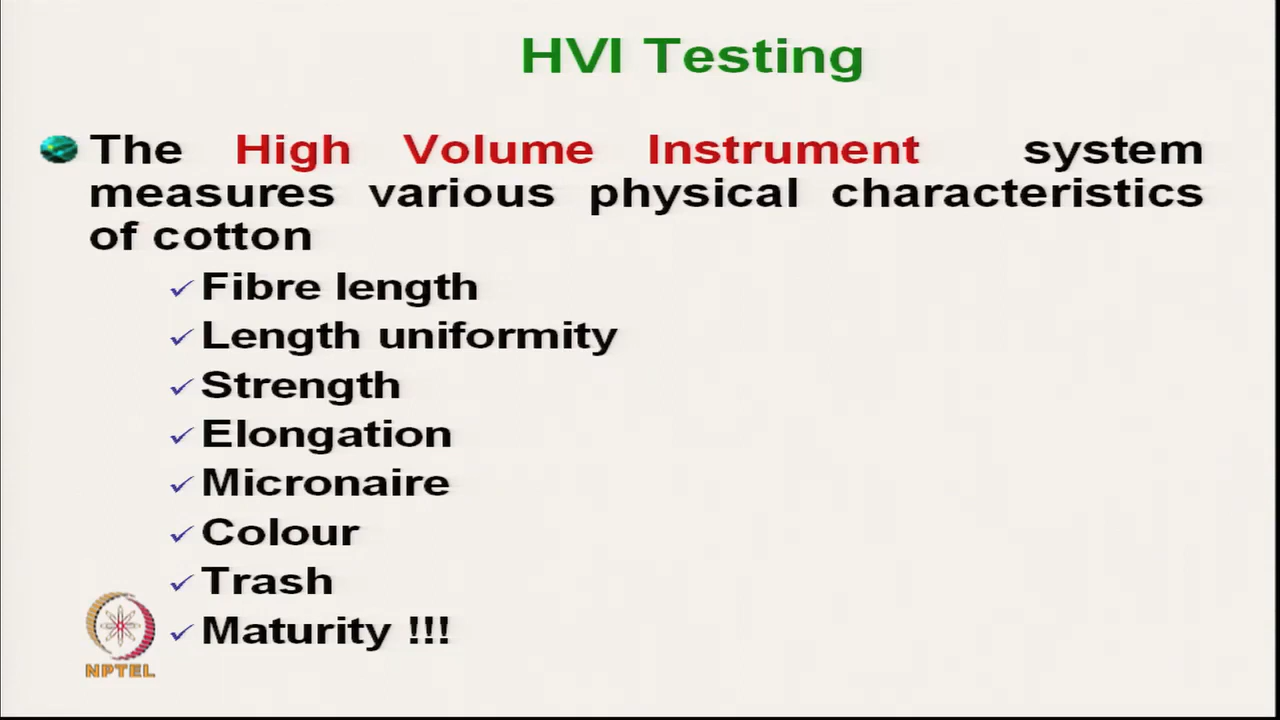 HVI Testing
The High Volume Instrument system
measures various physical characteristics
of cotton
Fibre length
Length uniformity
Strength
Elongation
Micronaire
Colour
Trash
Maturity !!!
NPTEL